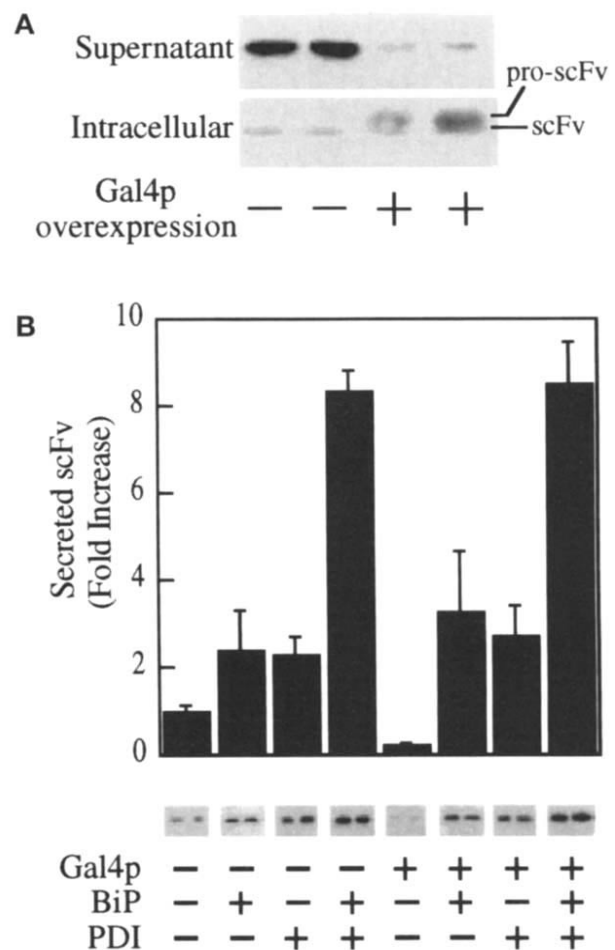 A
Supernatant
pro-scFv
Intracellular
scFv
Gal4p
overexpression
− − + +
B
10
8
6
4
2
0
Secreted scFv
(Fold Increase)
Gal4p − − − − + + + +
BiP − + − + − + − +
PDI − − + + − − + +